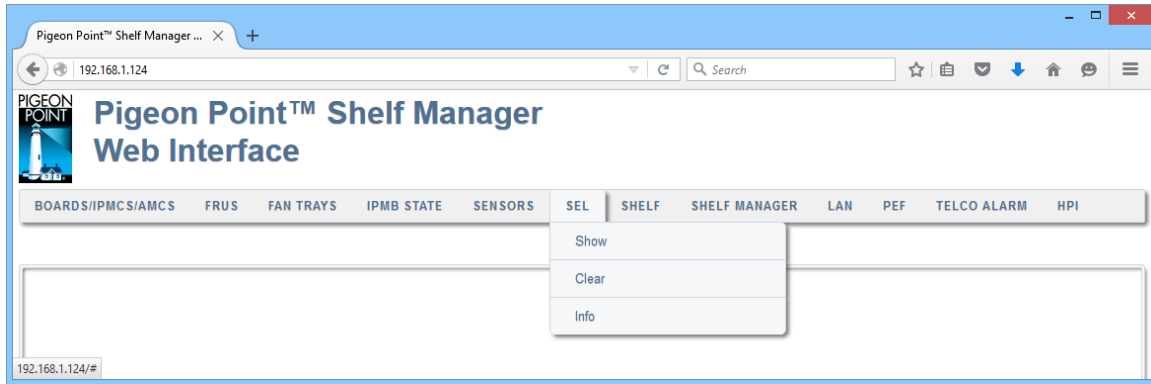 Pigeon Point™ Shelf Manager ...
192.168.1.124
Search
PIGEON
POINT
Pigeon Point™ Shelf Manager
Web Interface
BOARDS/IPMCS/AMCS FRUS FAN TRAYS IPMB STATE SENSORS SEL SHELF SHELF MANAGER LAN PEF TELCO ALARM HPI
Show
Clear
Info
192.168.1.124/#